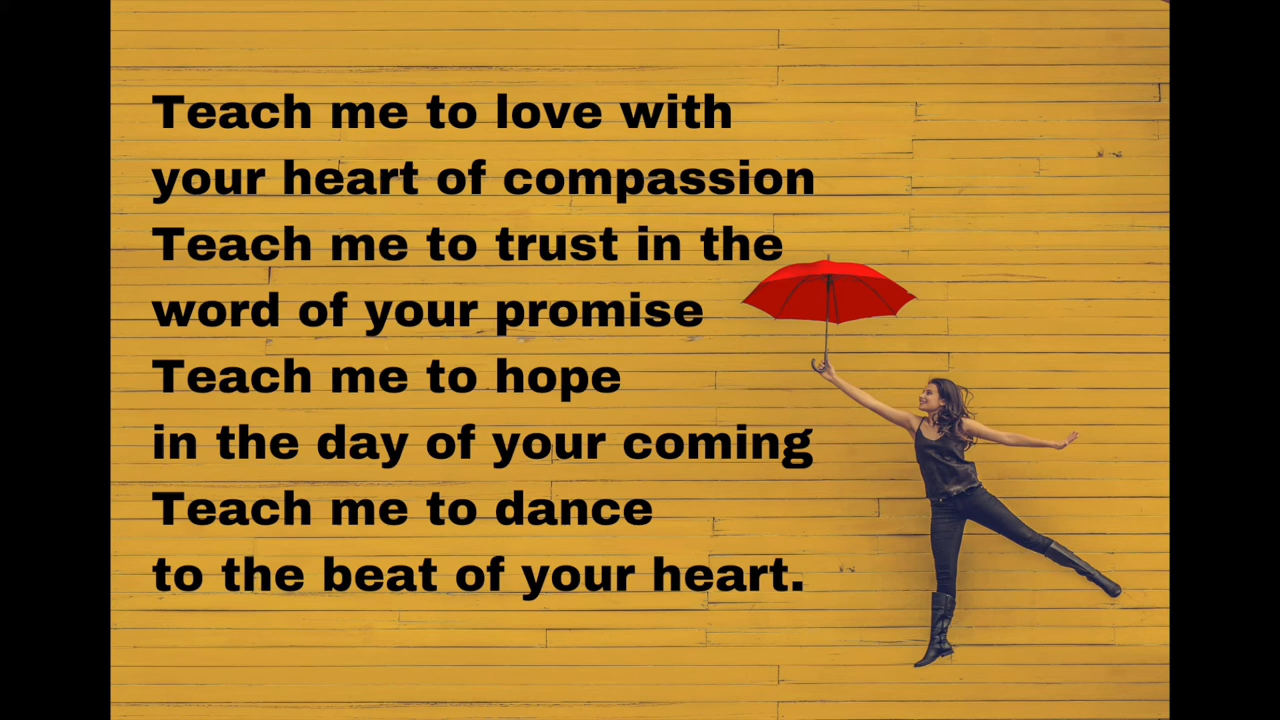 Teach me to love with
your heart of compassion
Teach me to trust in the
word of your promise
Teach me to hope
in the day of your coming
Teach me to dance
to the beat of your heart.